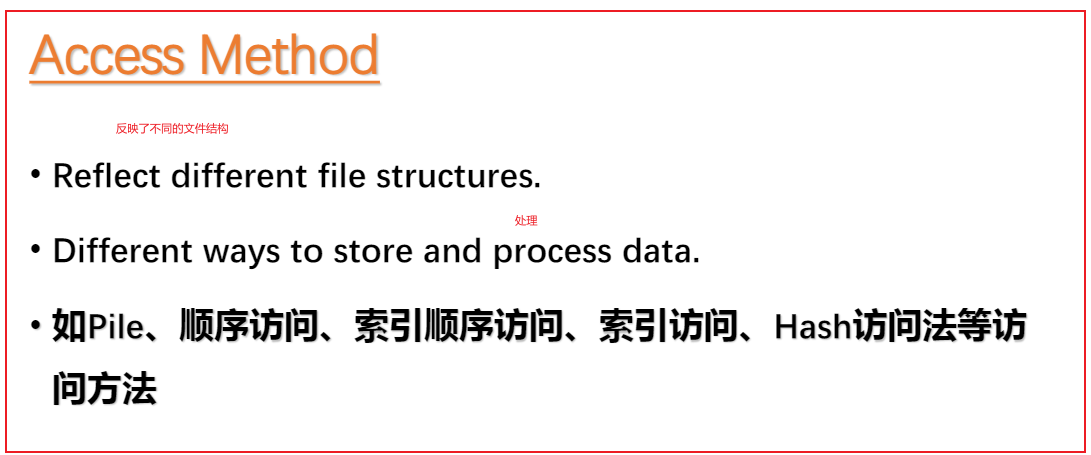 Access Method
反映了不同的文件结构
• Reflect different file structures.
处理
• Different ways to store and process data.
• 如Pile、顺序访问、索引顺序访问、索引访问、Hash访问法等访
问方法